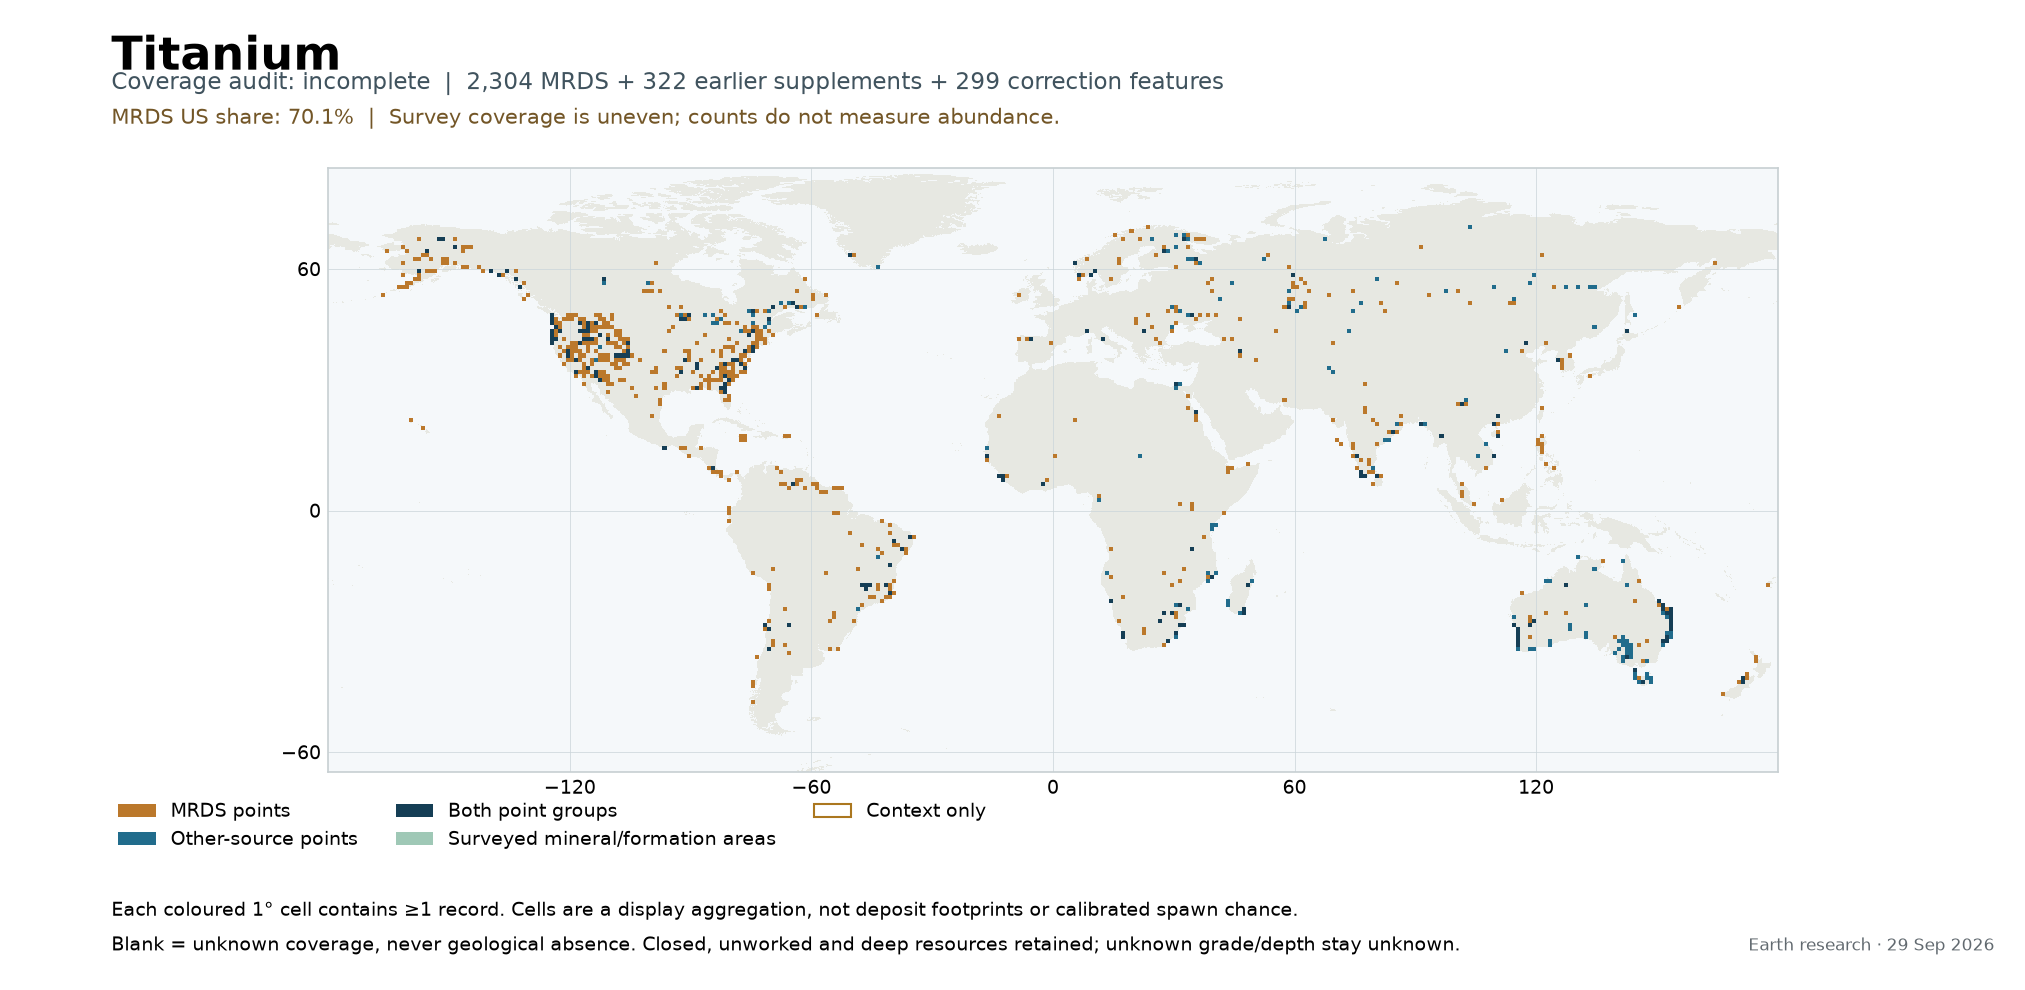 Titanium
Coverage audit: incomplete | 2,304 MRDS + 322 earlier supplements + 299 correction features
MRDS US share: 70.1% | Survey coverage is uneven; counts do not measure abundance.
60
0
−60
−120 −60 0 60 120
MRDS points Both point groups Context only
Other-source points Surveyed mineral/formation areas
Each coloured 1° cell contains ≥1 record. Cells are a display aggregation, not deposit footprints or calibrated spawn chance.
Blank = unknown coverage, never geological absence. Closed, unworked and deep resources retained; unknown grade/depth stay unknown.
Earth research · 29 Sep 2026